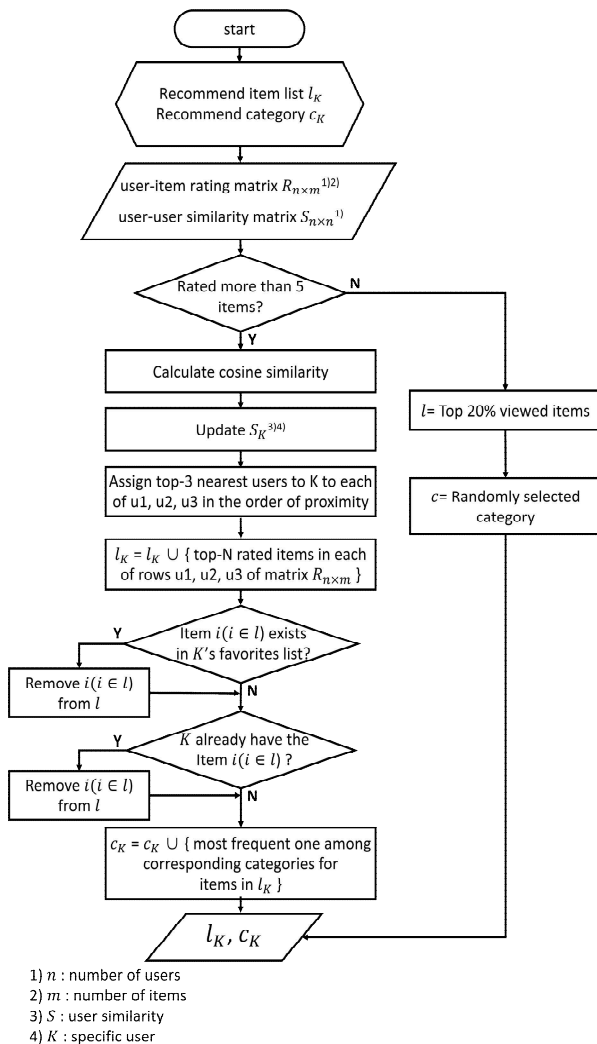 start
Recommend item list l_K
Recommend category c_K
user-item rating matrix R_{n×m}^{1)2)}
user-user similarity matrix S_{n×n}^{1)}
Rated more than 5
items?
N
Y
Calculate cosine similarity
l= Top 20% viewed items
Update S_K^{3)4)}
Assign top-3 nearest users to K to each
of u1, u2, u3 in the order of proximity
c= Randomly selected
category
l_K = l_K ∪ { top-N rated items in each
of rows u1, u2, u3 of matrix R_{n×m} }
Y
Item i(i ∈ l) exists
in K's favorites list?
Remove i(i ∈ l)
from l
N
Y
K already have the
Item i(i ∈ l) ?
Remove i(i ∈ l)
from l
N
c_K = c_K ∪ { most frequent one among
corresponding categories for
items in l_K }
l_K, c_K
1) n : number of users
2) m : number of items
3) S : user similarity
4) K : specific user